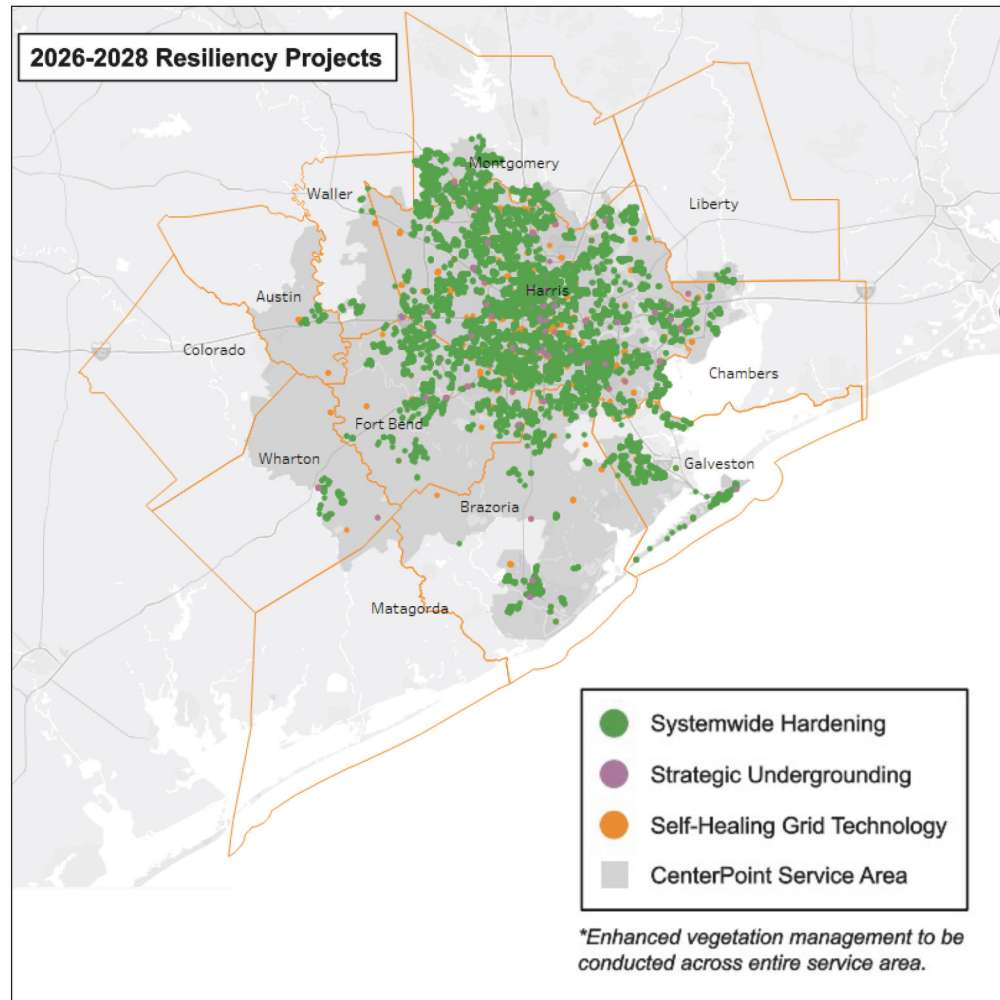 2026-2028 Resiliency Projects
Montgomery
Waller
Liberty
Harris
Austin
Colorado
Chambers
Fort Bend
Wharton
Galveston
Brazoria
Matagorda
Systemwide Hardening
Strategic Undergrounding
Self-Healing Grid Technology
CenterPoint Service Area
*Enhanced vegetation management to be
conducted across entire service area.